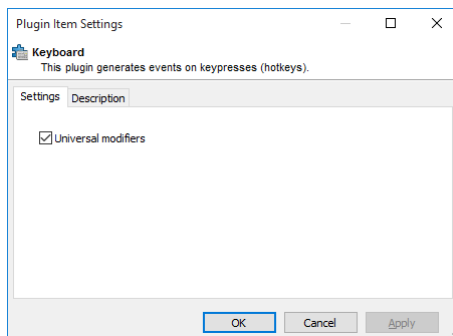 Plugin Item Settings
Keyboard
This plugin generates events on keypresses (hotkeys).
Settings Description
Universal modifiers
OK Cancel Apply